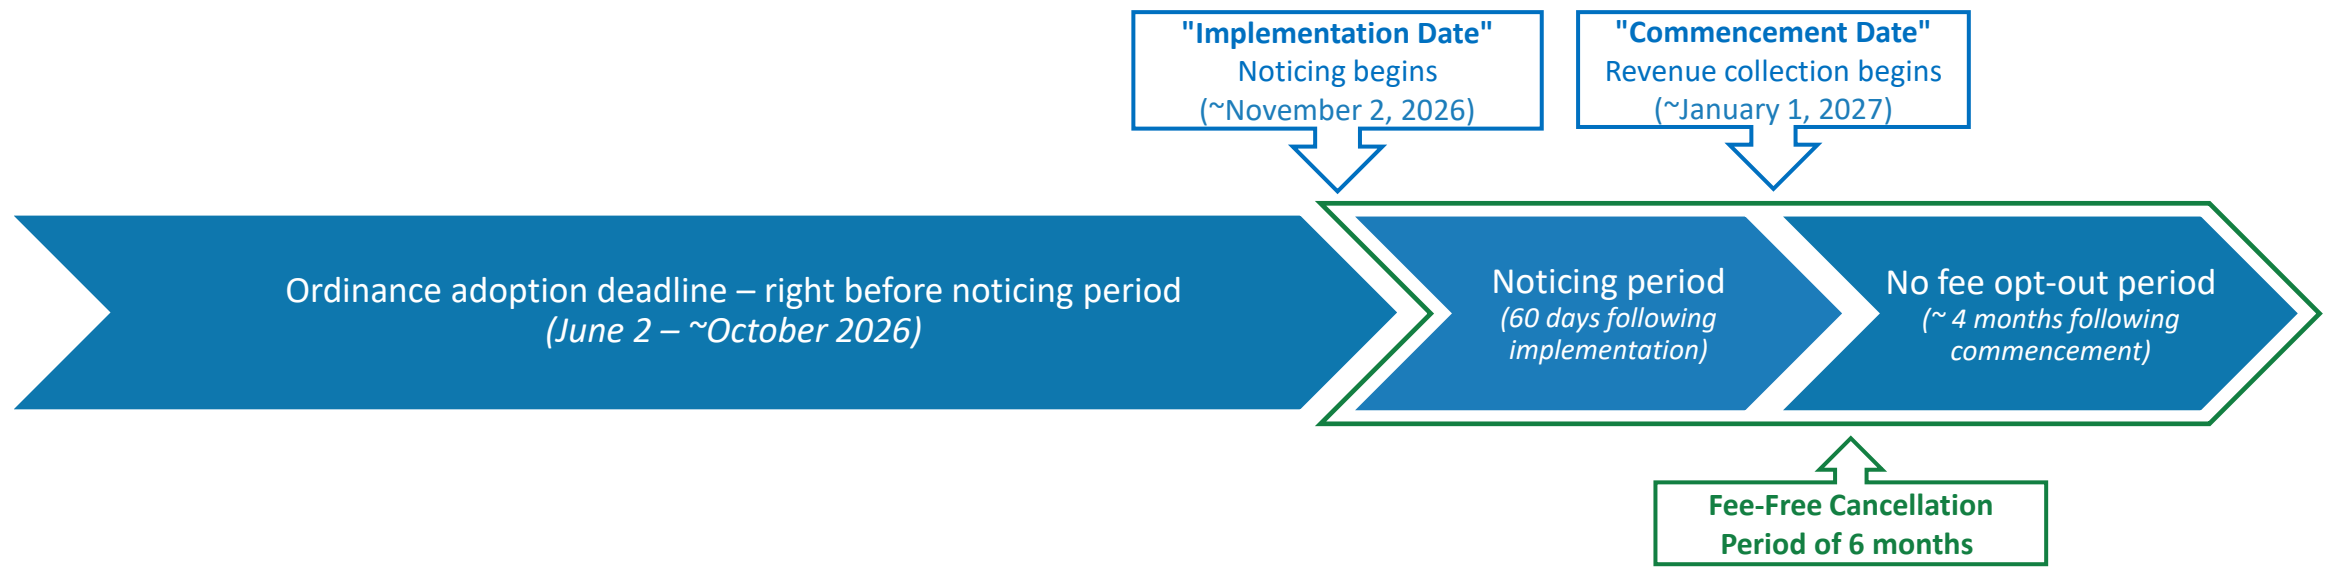 "Implementation Date"
Noticing begins
(~November 2, 2026)
"Commencement Date"
Revenue collection begins
(~January 1, 2027)
Ordinance adoption deadline – right before noticing period
(June 2 – ~October 2026)
Noticing period
(60 days following
implementation)
No fee opt-out period
(~ 4 months following
commencement)
Fee-Free Cancellation
Period of 6 months